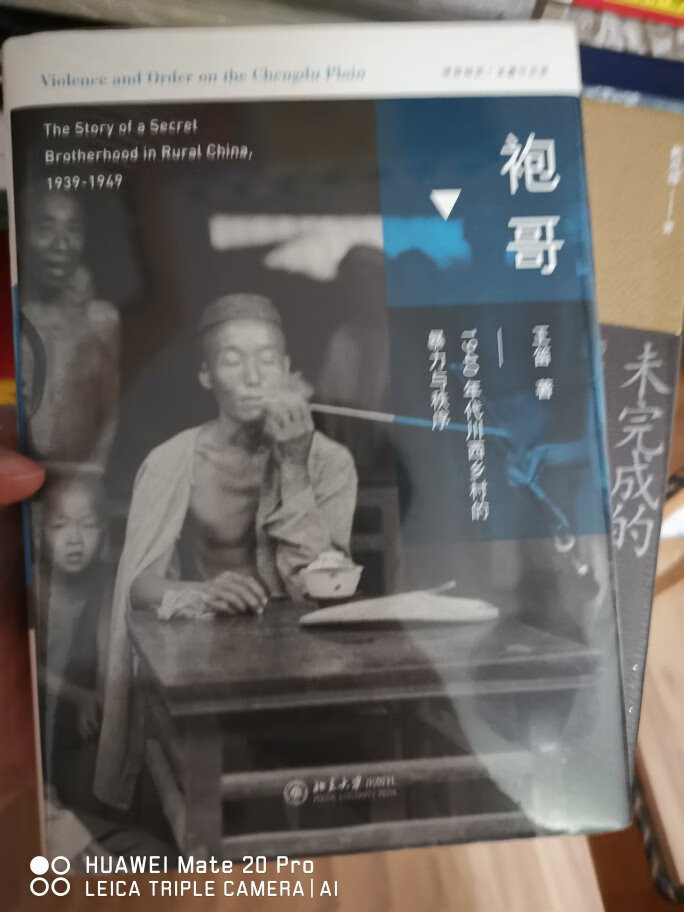 Violence and Order on the Chengdu Plain
The Story of a Secret
Brotherhood in Rural China,
1939-1949
袍哥
王笛 著
1940年代川西乡村的
暴力与秩序
北京大学出版社
PEKING UNIVERSITY PRESS
未完成的
HUAWEI Mate 20 Pro
LEICA TRIPLE CAMERA | AI